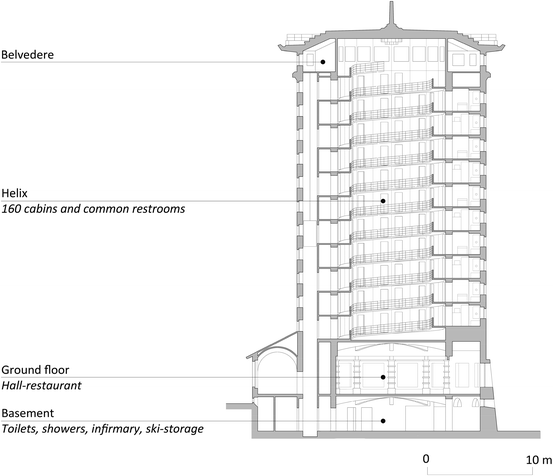 Belvedere
Helix
160 cabins and common restrooms
Ground floor
Hall-restaurant
Basement
Toilets, showers, infirmary, ski-storage
0 10 m